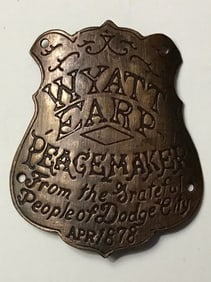 WYATT
EARP
PEACEMAKER
From the Grateful
People of Dodge City
APR 1878